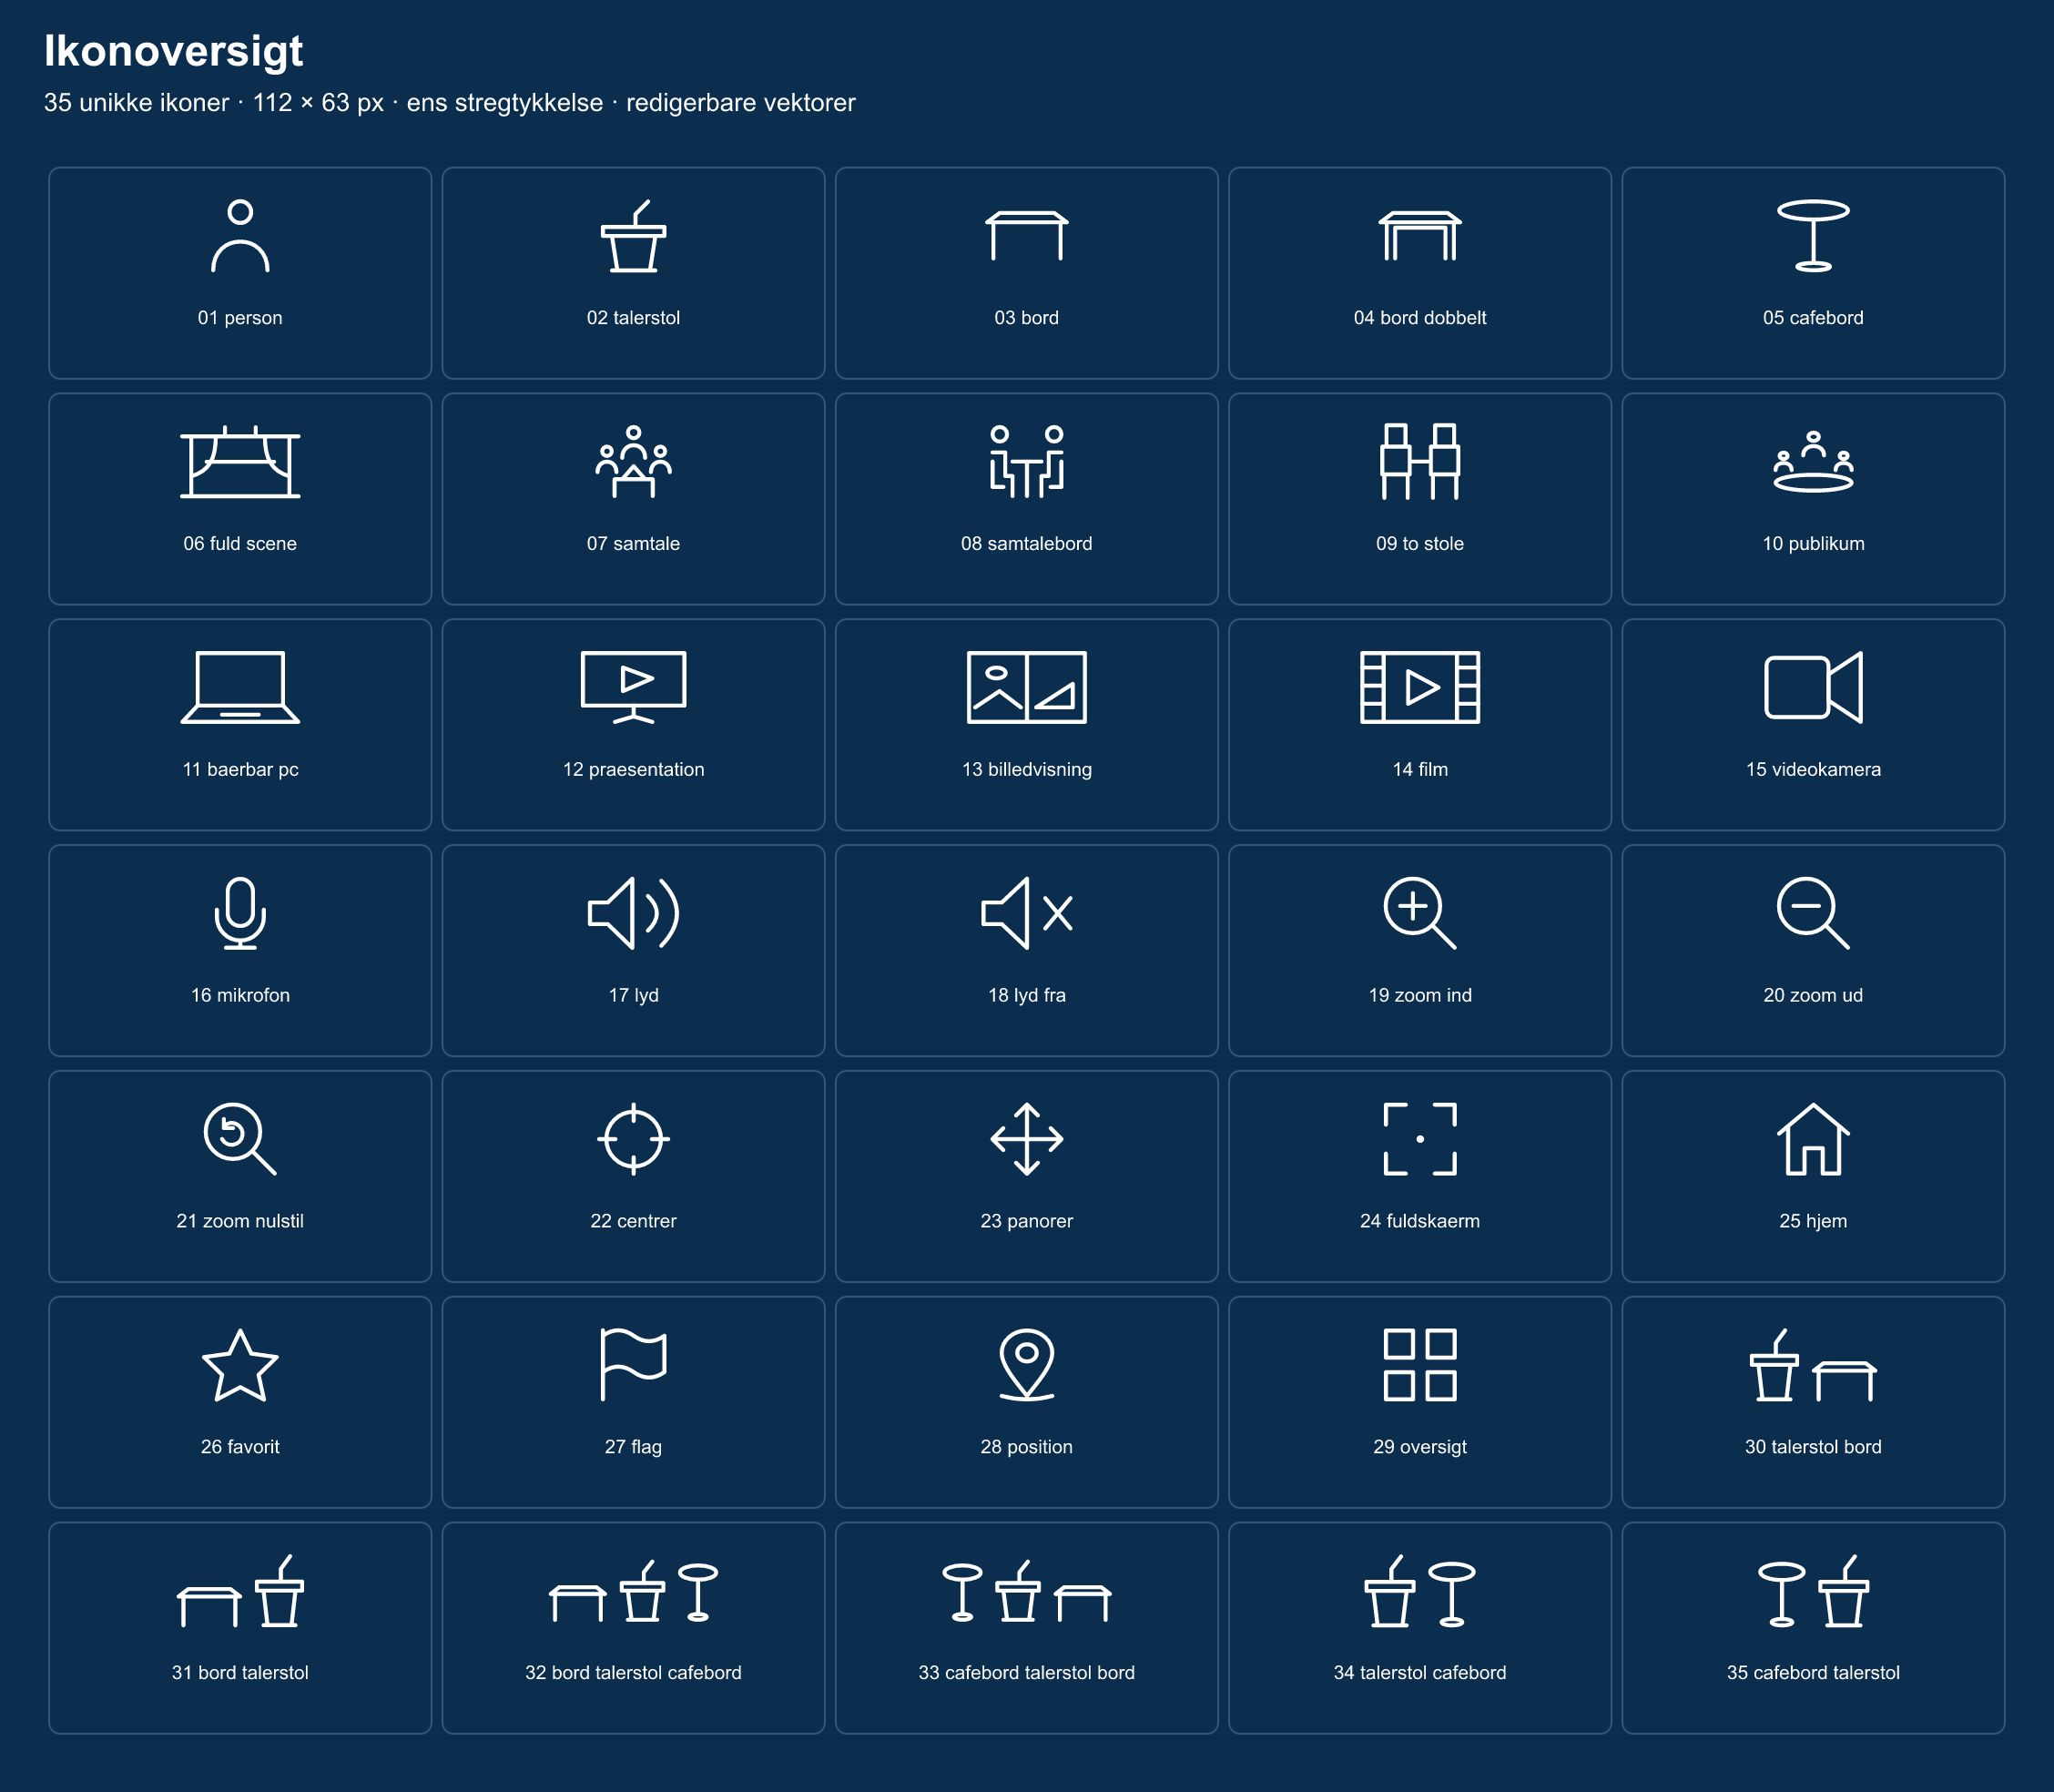 Ikonoversigt
35 unikke ikoner · 112 × 63 px · ens stregtykkelse · redigerbare vektorer
01 person
02 talerstol
03 bord
04 bord dobbelt
05 cafebord
06 fuld scene
07 samtale
08 samtalebord
09 to stole
10 publikum
11 baerbar pc
12 praesentation
13 billedvisning
14 film
15 videokamera
16 mikrofon
17 lyd
18 lyd fra
19 zoom ind
20 zoom ud
21 zoom nulstil
22 centrer
23 panorer
24 fuldskaerm
25 hjem
26 favorit
27 flag
28 position
29 oversigt
30 talerstol bord
31 bord talerstol
32 bord talerstol cafebord
33 cafebord talerstol bord
34 talerstol cafebord
35 cafebord talerstol